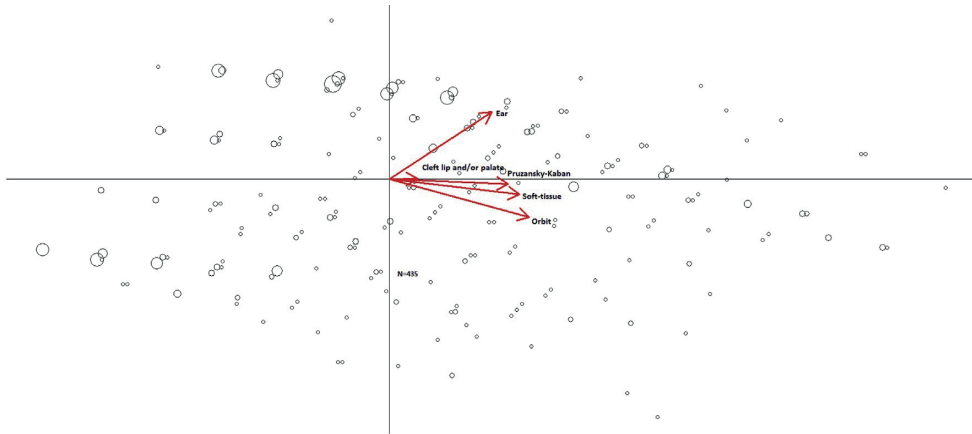 Ear
Cleft lip and/or palate
Pruzansky-Kaban
Soft-tissue
Orbit
N=435